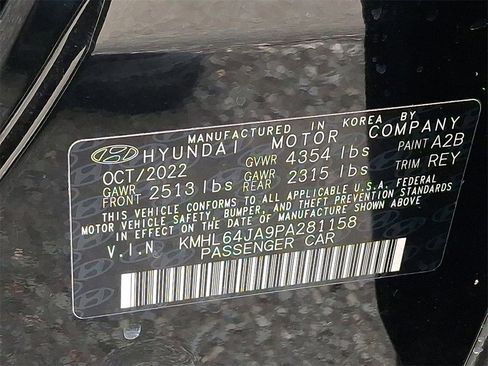 MANUFACTURED IN KOREA BY
HYUNDAI MOTOR COMPANY
OCT/2022 GVWR 4354 lbs PAINT A2B
GAWR FRONT 2513 lbs GAWR REAR 2315 lbs TRIM REY
THIS VEHICLE CONFORMS TO ALL APPLICABLE U.S.A. FEDERAL
MOTOR VEHICLE SAFETY, BUMPER, AND THEFT PREVENTION STANDARDS
IN EFFECT ON THE DATE OF MANUFACTURE SHOWN ABOVE.
V.I.N KMHL64JA9PA281158
PASSENGER CAR